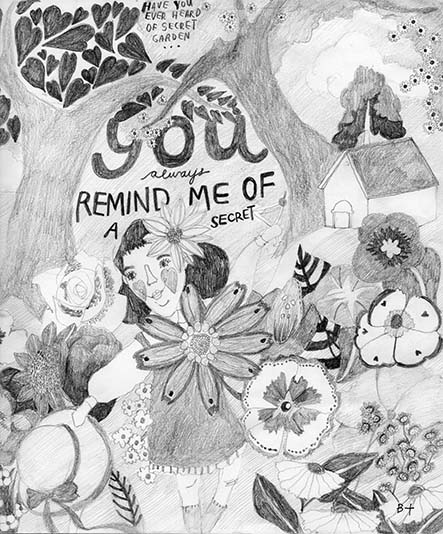 HAVE YOU
EVER HEARD
OF SECRET
GARDEN
...
you
always
REMIND ME OF
A SECRET
B+